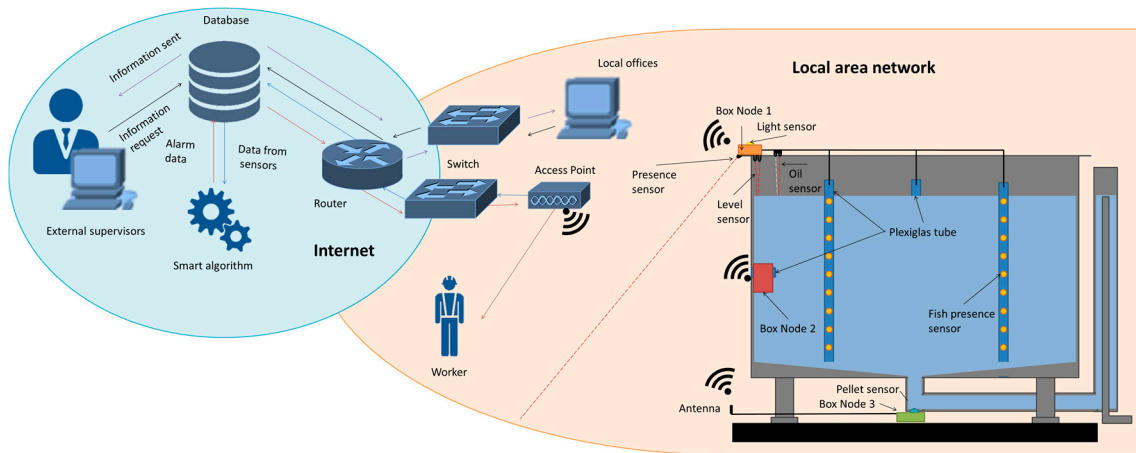 Database
Information sent
Information
request
Alarm
data
Data from
sensors
External supervisors
Smart algorithm
Internet
Router
Switch
Local offices
Access Point
Worker
Local area network
Box Node 1
Light sensor
Presence
sensor
Oil
sensor
Level
sensor
Plexiglas tube
Box Node 2
Fish presence
sensor
Pellet sensor
Box Node 3
Antenna